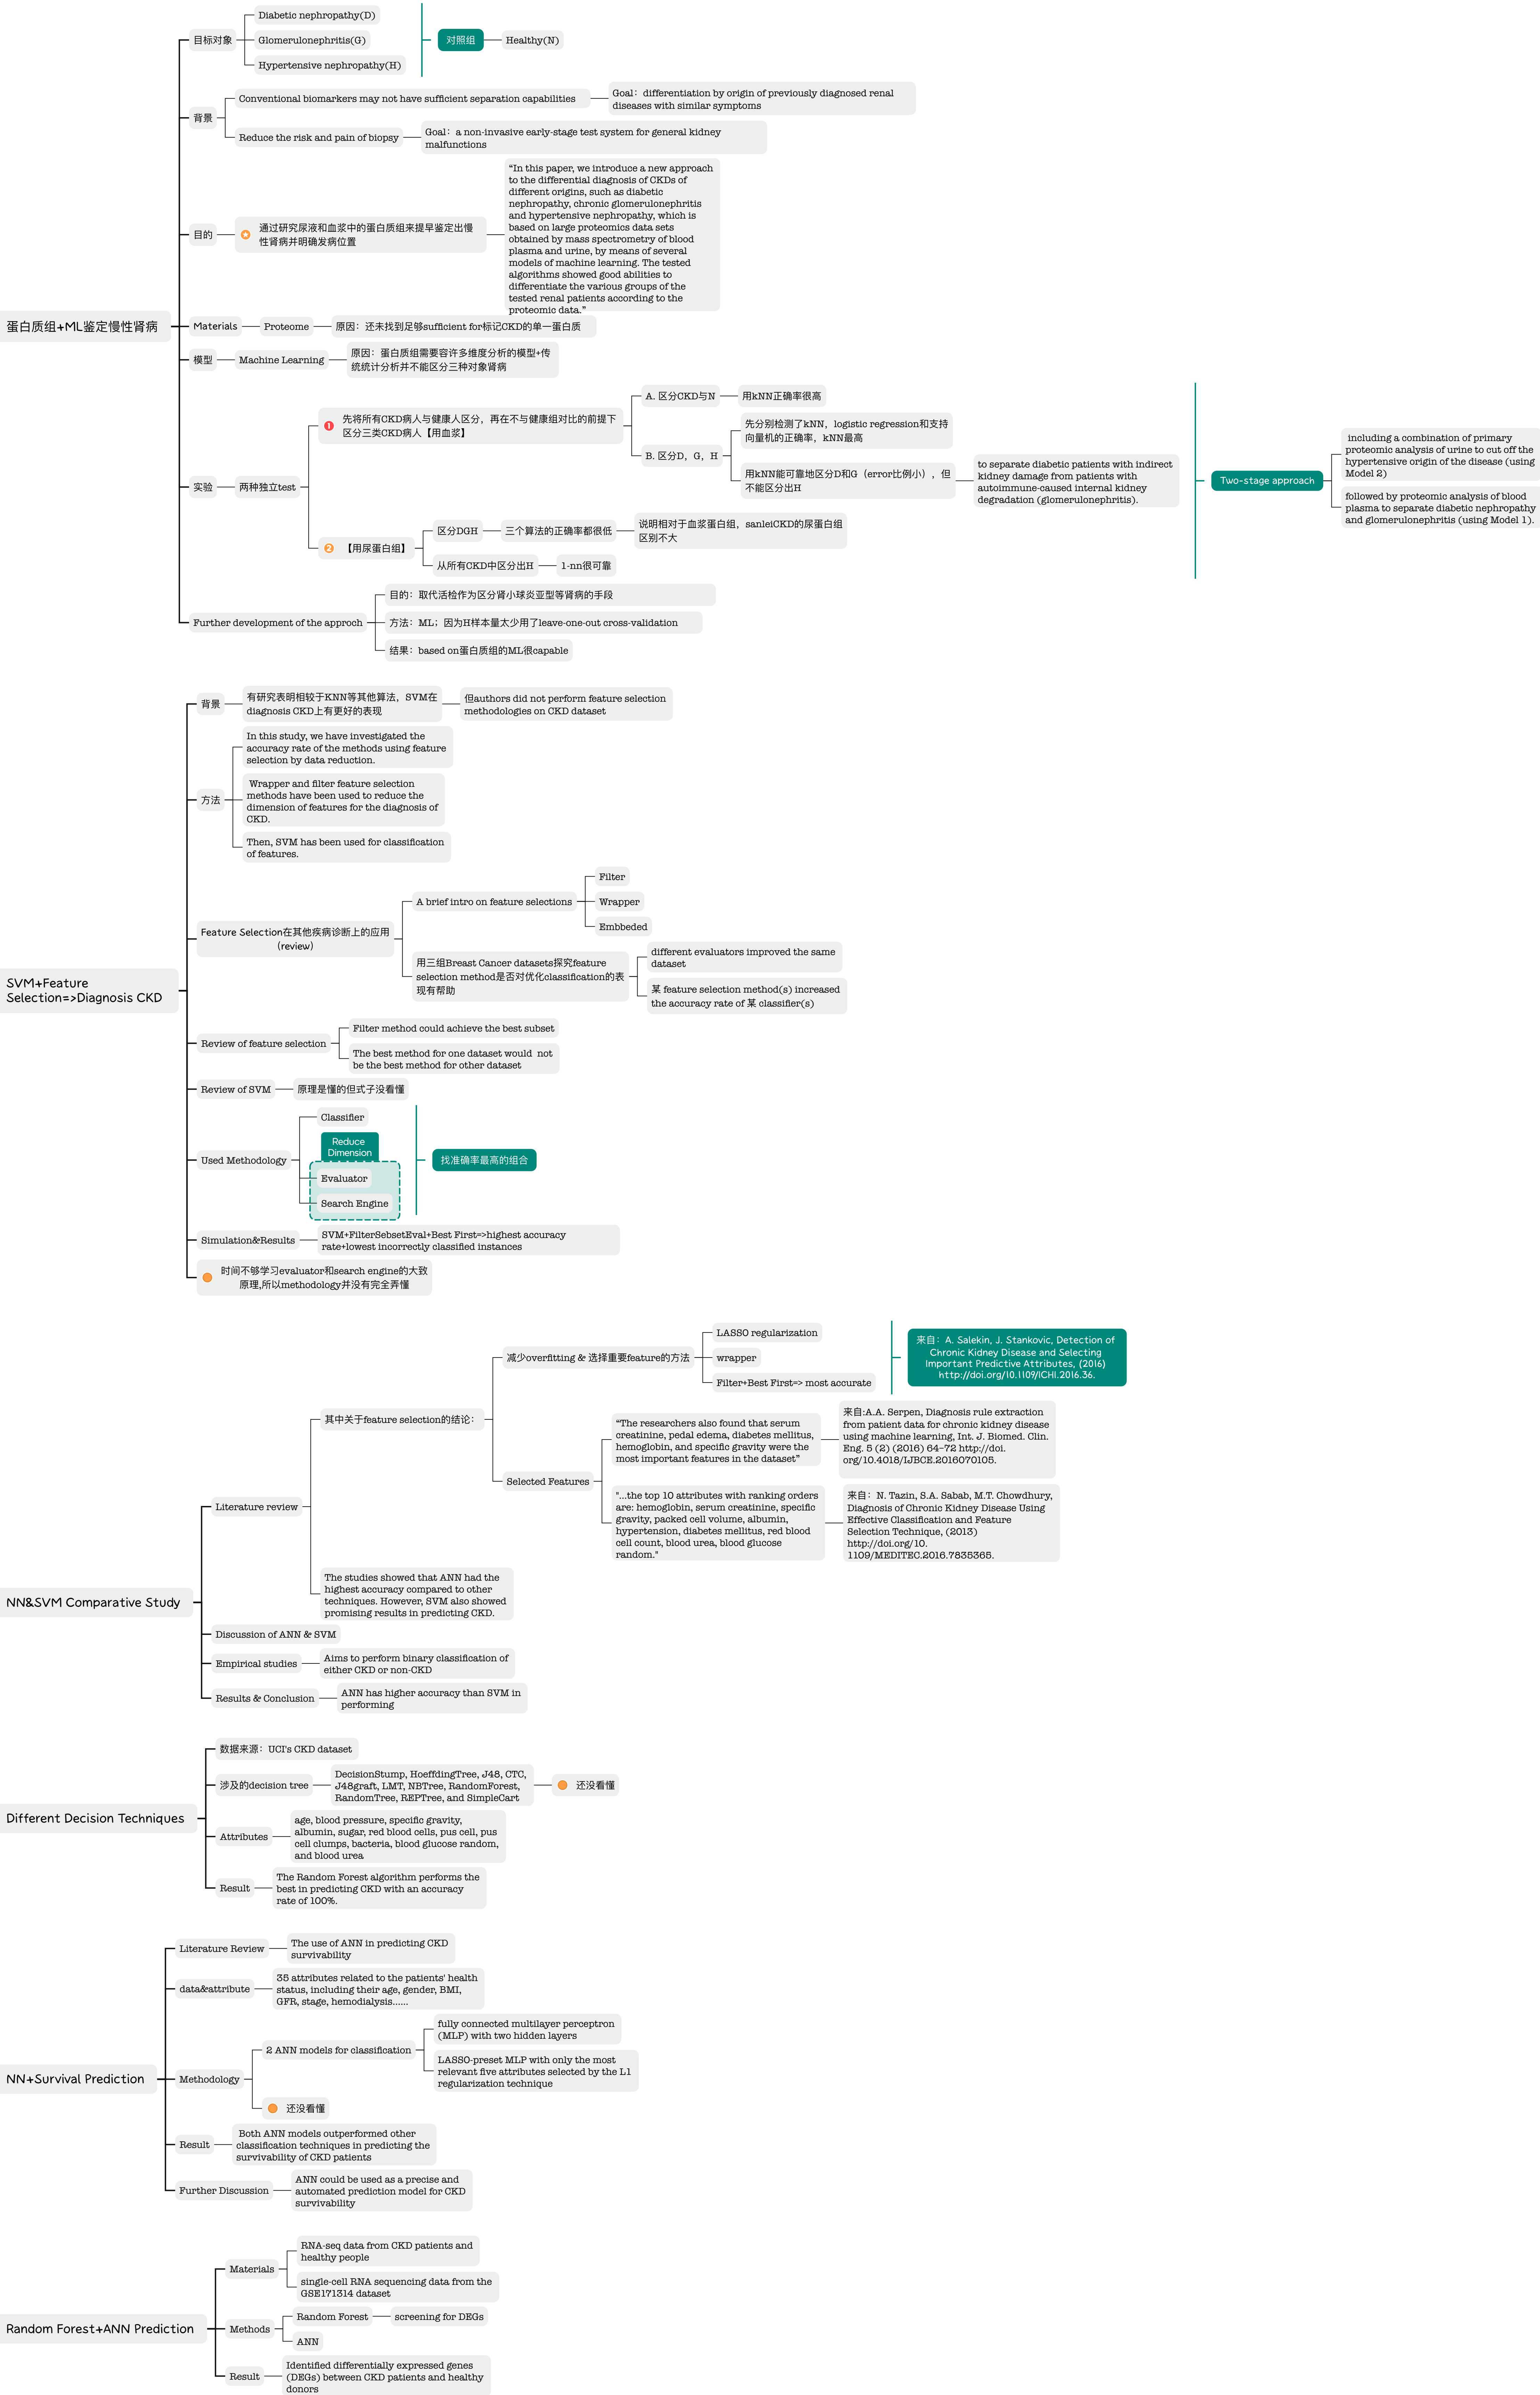 蛋白质组+ML鉴定慢性肾病
目标对象
Diabetic nephropathy(D)
Glomerulonephritis(G)
Hypertensive nephropathy(H)
对照组
Healthy(N)
背景
Conventional biomarkers may not have sufficient separation capabilities
Goal：differentiation by origin of previously diagnosed renal
diseases with similar symptoms
Reduce the risk and pain of biopsy
Goal：a non-invasive early-stage test system for general kidney
malfunctions
目的
通过研究尿液和血浆中的蛋白质组来提早鉴定出慢
性肾病并明确发病位置
“In this paper, we introduce a new approach
to the differential diagnosis of CKDs of
different origins, such as diabetic
nephropathy, chronic glomerulonephritis
and hypertensive nephropathy, which is
based on large proteomics data sets
obtained by mass spectrometry of blood
plasma and urine, by means of several
models of machine learning. The tested
algorithms showed good abilities to
differentiate the various groups of the
tested renal patients according to the
proteomic data.”
Materials
Proteome
原因：还未找到足够sufficient for标记CKD的单一蛋白质
模型
Machine Learning
原因：蛋白质组需要容许多维度分析的模型+传
统统计分析并不能区分三种对象肾病
实验
两种独立test
1
先将所有CKD病人与健康人区分，再在不与健康组对比的前提下
区分三类CKD病人【用血浆】
A. 区分CKD与N
用kNN正确率很高
B. 区分D，G，H
先分别检测了kNN，logistic regression和支持
向量机的正确率，kNN最高
用kNN能可靠地区分D和G（error比例小），但
不能区分出H
to separate diabetic patients with indirect
kidney damage from patients with
autoimmune-caused internal kidney
degradation (glomerulonephritis).
2
【用尿蛋白组】
区分DGH
三个算法的正确率都很低
说明相对于血浆蛋白组，sanleiCKD的尿蛋白组
区别不大
从所有CKD中区分出H
1-nn很可靠
Two-stage approach
including a combination of primary
proteomic analysis of urine to cut off the
hypertensive origin of the disease (using
Model 2)
followed by proteomic analysis of blood
plasma to separate diabetic nephropathy
and glomerulonephritis (using Model 1).
Further development of the approch
目的：取代活检作为区分肾小球炎亚型等肾病的手段
方法：ML；因为H样本量太少用了leave-one-out cross-validation
结果：based on蛋白质组的ML很capable
SVM+Feature
Selection=>Diagnosis CKD
背景
有研究表明相较于KNN等其他算法，SVM在
diagnosis CKD上有更好的表现
但authors did not perform feature selection
methodologies on CKD dataset
方法
In this study, we have investigated the
accuracy rate of the methods using feature
selection by data reduction.
Wrapper and filter feature selection
methods have been used to reduce the
dimension of features for the diagnosis of
CKD.
Then, SVM has been used for classification
of features.
Feature Selection在其他疾病诊断上的应用
（review）
A brief intro on feature selections
Filter
Wrapper
Embbeded
用三组Breast Cancer datasets探究feature
selection method是否对优化classification的表
现有帮助
different evaluators improved the same
dataset
某 feature selection method(s) increased
the accuracy rate of 某 classifier(s)
Review of feature selection
Filter method could achieve the best subset
The best method for one dataset would  not
be the best method for other dataset
Review of SVM
原理是懂的但式子没看懂
Used Methodology
Classifier
Reduce
Dimension
Evaluator
Search Engine
找准确率最高的组合
Simulation&Results
SVM+FilterSebsetEval+Best First=>highest accuracy
rate+lowest incorrectly classified instances
时间不够学习evaluator和search engine的大致
原理,所以methodology并没有完全弄懂
NN&SVM Comparative Study
Literature review
其中关于feature selection的结论：
减少overfitting & 选择重要feature的方法
LASSO regularization
wrapper
Filter+Best First=> most accurate
来自：A. Salekin, J. Stankovic, Detection of
Chronic Kidney Disease and Selecting
Important Predictive Attributes, (2016)
http://doi.org/10.1109/ICHI.2016.36.
Selected Features
“The researchers also found that serum
creatinine, pedal edema, diabetes mellitus,
hemoglobin, and specific gravity were the
most important features in the dataset”
来自:A.A. Serpen, Diagnosis rule extraction
from patient data for chronic kidney disease
using machine learning, Int. J. Biomed. Clin.
Eng. 5 (2) (2016) 64–72 http://doi.
org/10.4018/IJBCE.2016070105.
"...the top 10 attributes with ranking orders
are: hemoglobin, serum creatinine, specific
gravity, packed cell volume, albumin,
hypertension, diabetes mellitus, red blood
cell count, blood urea, blood glucose
random."
来自：N. Tazin, S.A. Sabab, M.T. Chowdhury,
Diagnosis of Chronic Kidney Disease Using
Effective Classification and Feature
Selection Technique, (2013)
http://doi.org/10.
1109/MEDITEC.2016.7835365.
The studies showed that ANN had the
highest accuracy compared to other
techniques. However, SVM also showed
promising results in predicting CKD.
Discussion of ANN & SVM
Empirical studies
Aims to perform binary classification of
either CKD or non-CKD
Results & Conclusion
ANN has higher accuracy than SVM in
performing
Different Decision Techniques
数据来源：UCI's CKD dataset
涉及的decision tree
DecisionStump, HoeffdingTree, J48, CTC,
J48graft, LMT, NBTree, RandomForest,
RandomTree, REPTree, and SimpleCart
还没看懂
Attributes
age, blood pressure, specific gravity,
albumin, sugar, red blood cells, pus cell, pus
cell clumps, bacteria, blood glucose random,
and blood urea
Result
The Random Forest algorithm performs the
best in predicting CKD with an accuracy
rate of 100%.
NN+Survival Prediction
Literature Review
The use of ANN in predicting CKD
survivability
data&attribute
35 attributes related to the patients' health
status, including their age, gender, BMI,
GFR, stage, hemodialysis......
Methodology
2 ANN models for classification
fully connected multilayer perceptron
(MLP) with two hidden layers
LASSO-preset MLP with only the most
relevant five attributes selected by the L1
regularization technique
还没看懂
Result
Both ANN models outperformed other
classification techniques in predicting the
survivability of CKD patients
Further Discussion
ANN could be used as a precise and
automated prediction model for CKD
survivability
Random Forest+ANN Prediction
Materials
RNA-seq data from CKD patients and
healthy people
single-cell RNA sequencing data from the
GSE171314 dataset
Methods
Random Forest
screening for DEGs
ANN
Result
Identified differentially expressed genes
(DEGs) between CKD patients and healthy
donors